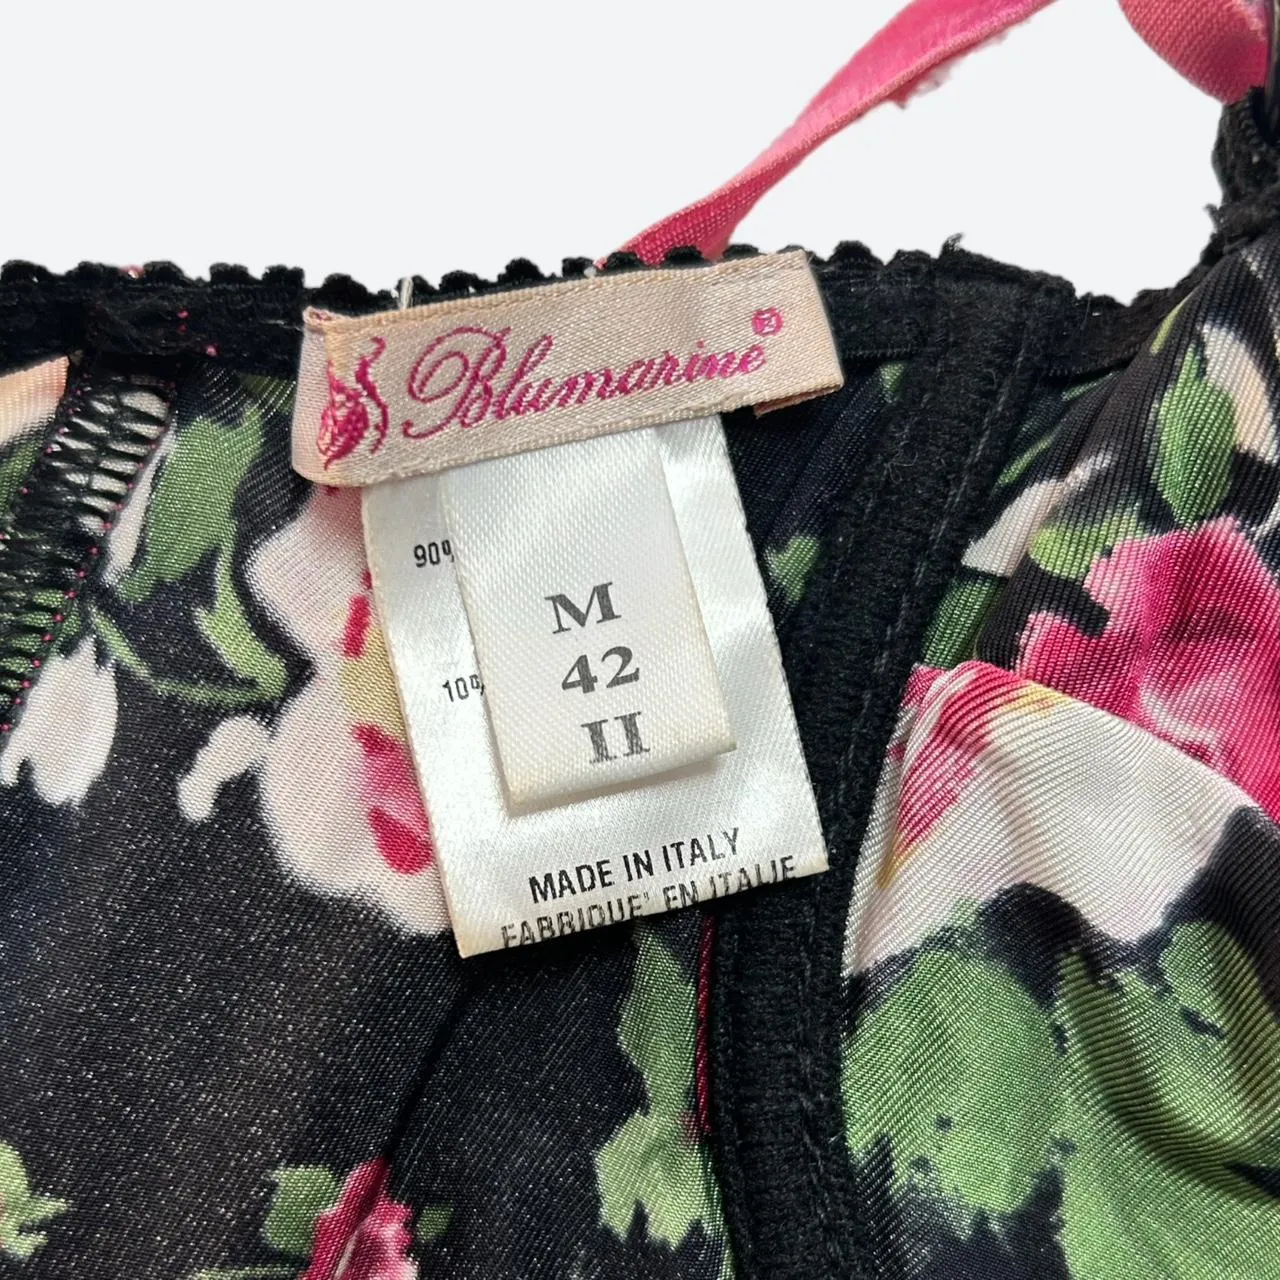 Blumarine®
90%
M
42
10%
II
MADE IN ITALY
FABRIQUE' EN ITALIE